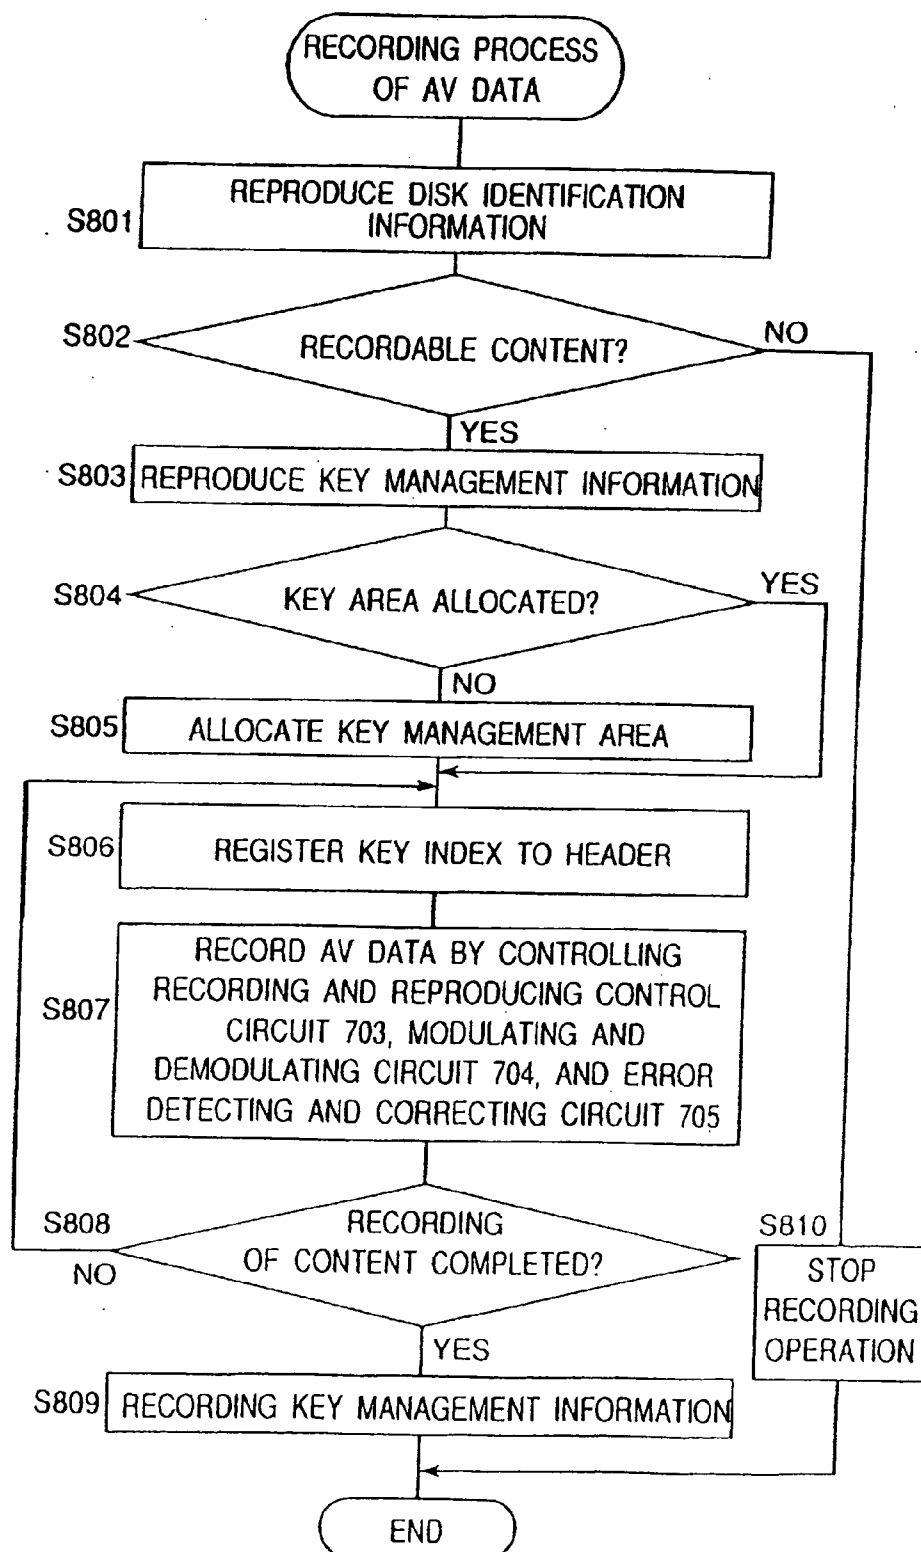 RECORDING PROCESS
OF AV DATA
S801
REPRODUCE DISK IDENTIFICATION
INFORMATION
S802
RECORDABLE CONTENT?
NO
YES
S803
REPRODUCE KEY MANAGEMENT INFORMATION
S804
KEY AREA ALLOCATED?
YES
NO
S805
ALLOCATE KEY MANAGEMENT AREA
S806
REGISTER KEY INDEX TO HEADER
S807
RECORD AV DATA BY CONTROLLING
RECORDING AND REPRODUCING CONTROL
CIRCUIT 703, MODULATING AND
DEMODULATING CIRCUIT 704, AND ERROR
DETECTING AND CORRECTING CIRCUIT 705
S808
RECORDING
OF CONTENT COMPLETED?
NO
YES
S810
STOP
RECORDING
OPERATION
S809
RECORDING KEY MANAGEMENT INFORMATION
END